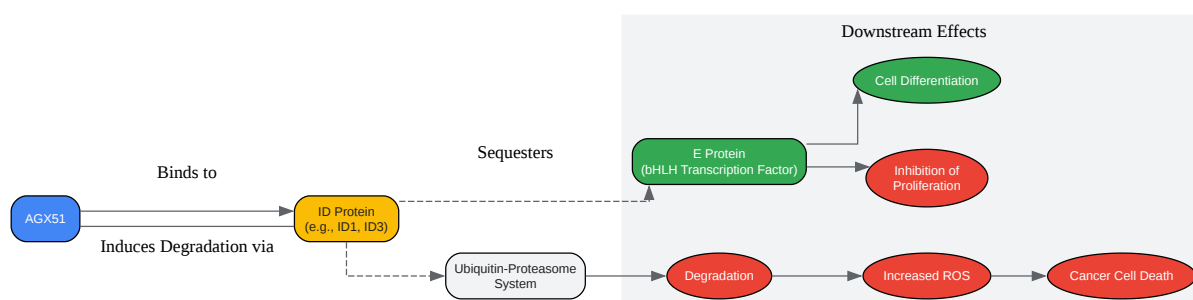 Downstream Effects
Cell Differentiation
Sequesters
E Protein
(bHLH Transcription Factor)
Binds to
Inhibition of
Proliferation
AGX51
ID Protein
(e.g., ID1, ID3)
Induces Degradation via
Ubiquitin-Proteasome
System
Degradation
Increased ROS
Cancer Cell Death